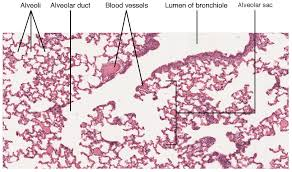 Alveoli
Alveolar duct
Blood vessels
Lumen of bronchiole
Alveolar sac